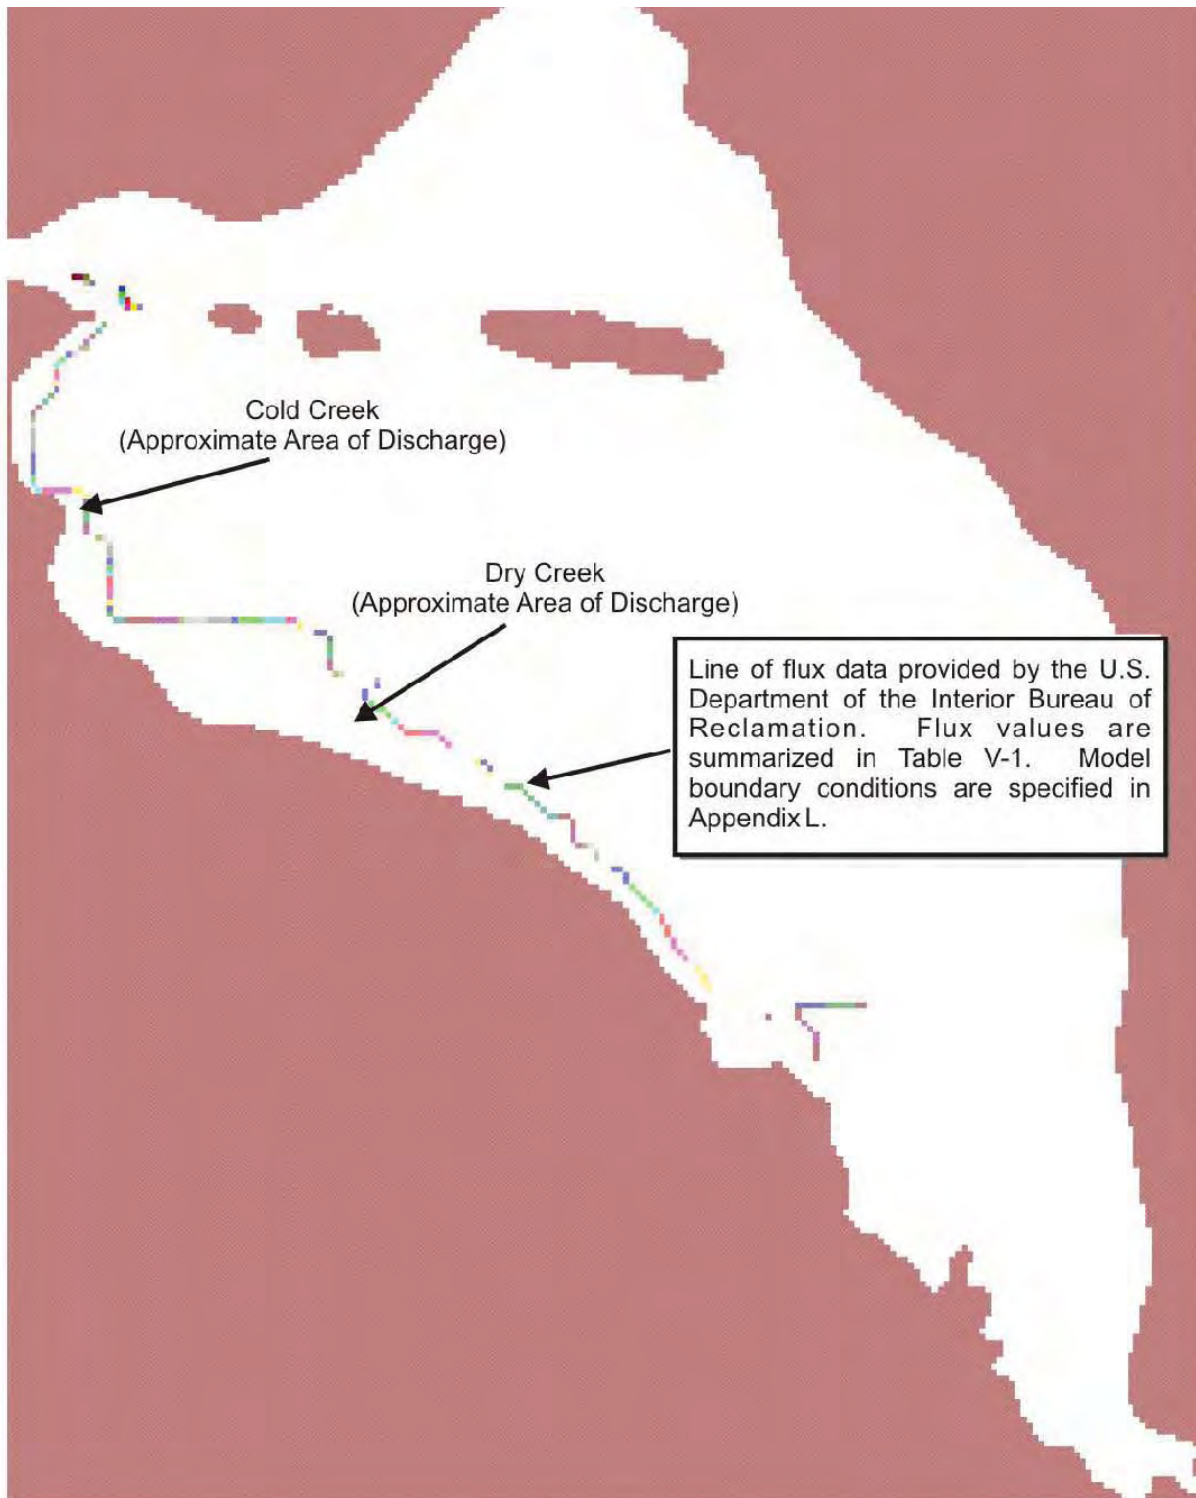 Cold Creek
(Approximate Area of Discharge)
Dry Creek
(Approximate Area of Discharge)
Line of flux data provided by the U.S.
Department of the Interior Bureau of
Reclamation. Flux values are
summarized in Table V-1. Model
boundary conditions are specified in
Appendix L.